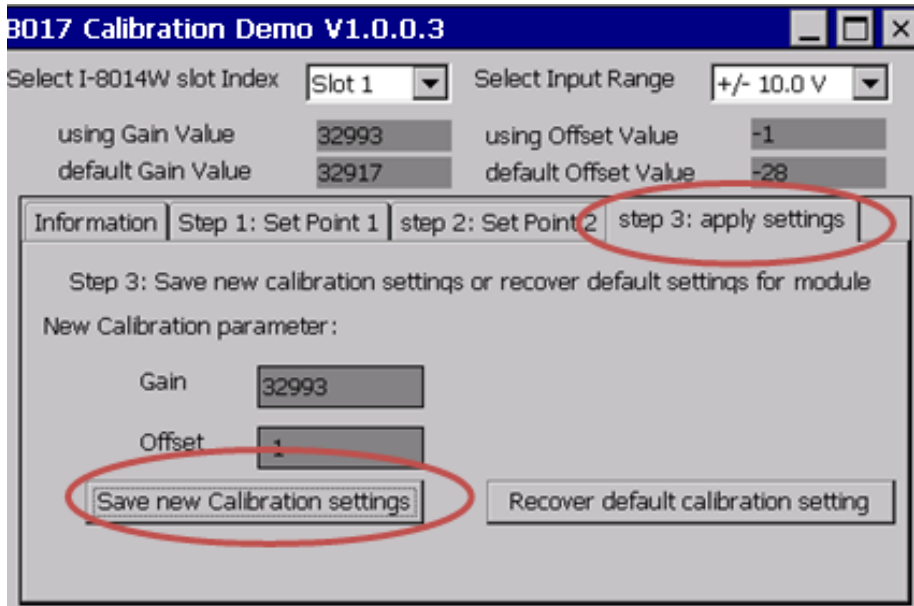 8017 Calibration Demo V1.0.0.3
Select I-8014W slot Index Slot 1 Select Input Range +/- 10.0 V
using Gain Value 32993 using Offset Value -1
default Gain Value 32917 default Offset Value -28
Information Step 1: Set Point 1 step 2: Set Point 2 step 3: apply settings
Step 3: Save new calibration settings or recover default settings for module
New Calibration parameter:
Gain 32993
Offset -1
Save new Calibration settings Recover default calibration setting